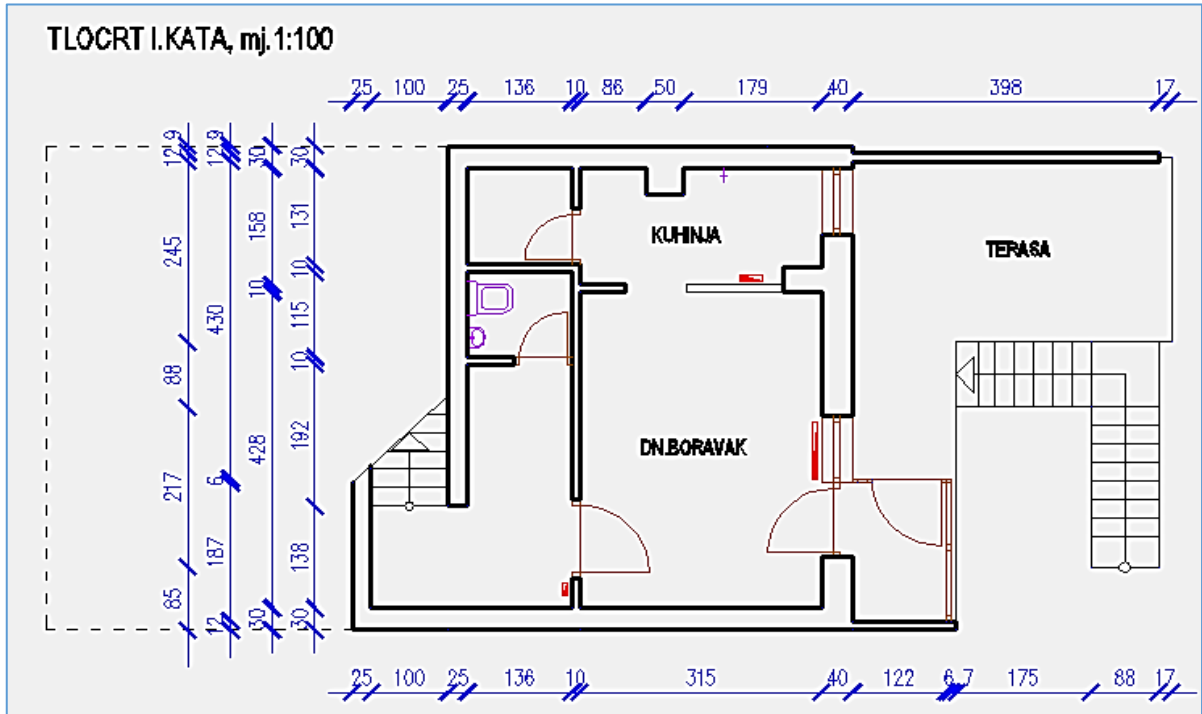 TLOCRT I.KATA, mj.1:100
25 100 25 136 10 86 50 179 40 398 17
12,9 245 88 217 85
12,9 430 6 187 12
30 158 10 428 30
30 131 10 115 10 192 138 30
KUHINJA
TERASA
DN.BORAVAK
25 100 25 136 10 315 40 122 6,7 175 88 17